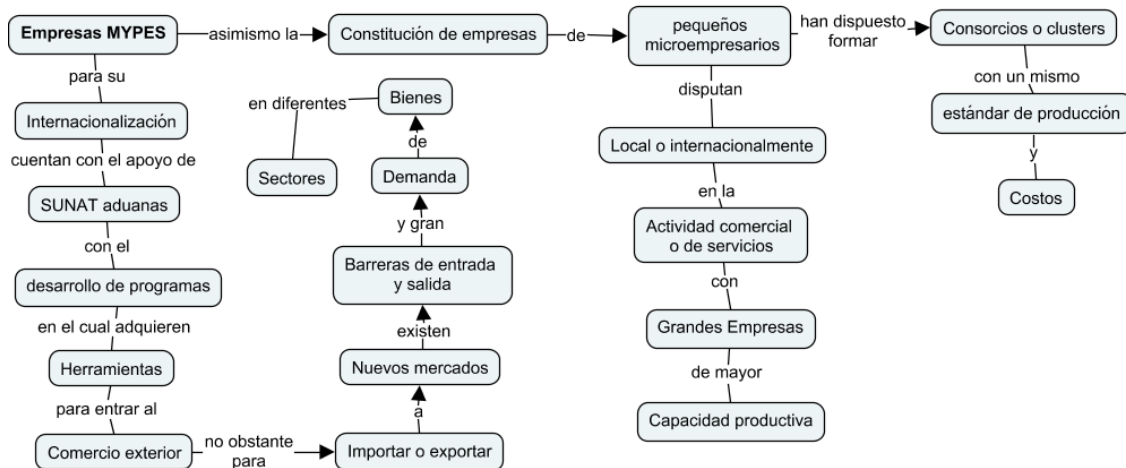 Empresas MYPES
asimismo la
Constitución de empresas
de
pequeños
microempresarios
han dispuesto
formar
Consorcios o clusters
con un mismo
estándar de producción
y
Costos
para su
Internacionalización
cuentan con el apoyo de
SUNAT aduanas
con el
desarrollo de programas
en el cual adquieren
Herramientas
para entrar al
Comercio exterior
no obstante
para
Importar o exportar
a
Nuevos mercados
existen
Barreras de entrada
y salida
y gran
Demanda
de
Bienes
en diferentes
Sectores
disputan
Local o internacionalmente
en la
Actividad comercial
o de servicios
con
Grandes Empresas
de mayor
Capacidad productiva